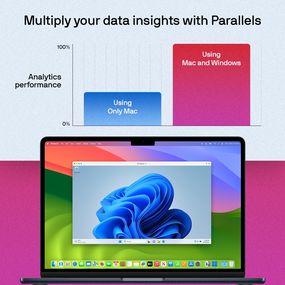 Multiply your data insights with Parallels
100%
Using
Mac and Windows
Analytics
performance
Using
Only Mac
0%